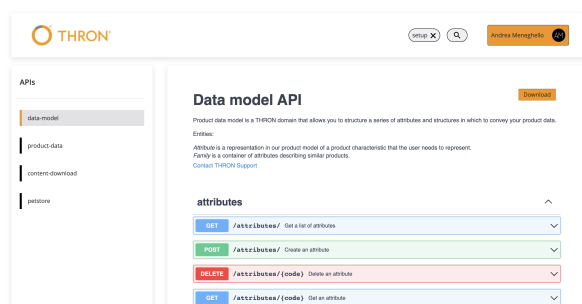 THRON
setup X
Andrea Meneghello
AM
APIs
data-model
product-data
content-download
petstore
Data model API
Download
Product data model is a THRON domain that allows you to structure a series of attributes and structures in which to convey your product data.
Entities:
Attribute is a representation in our product model of a product characteristic that the user needs to represent.
Family is a container of attributes describing similar products.
Contact THRON Support
attributes
GET /attributes/ Get a list of attributes
POST /attributes/ Create an attribute
DELETE /attributes/{code} Delete an attribute
GET /attributes/{code} Get an attribute